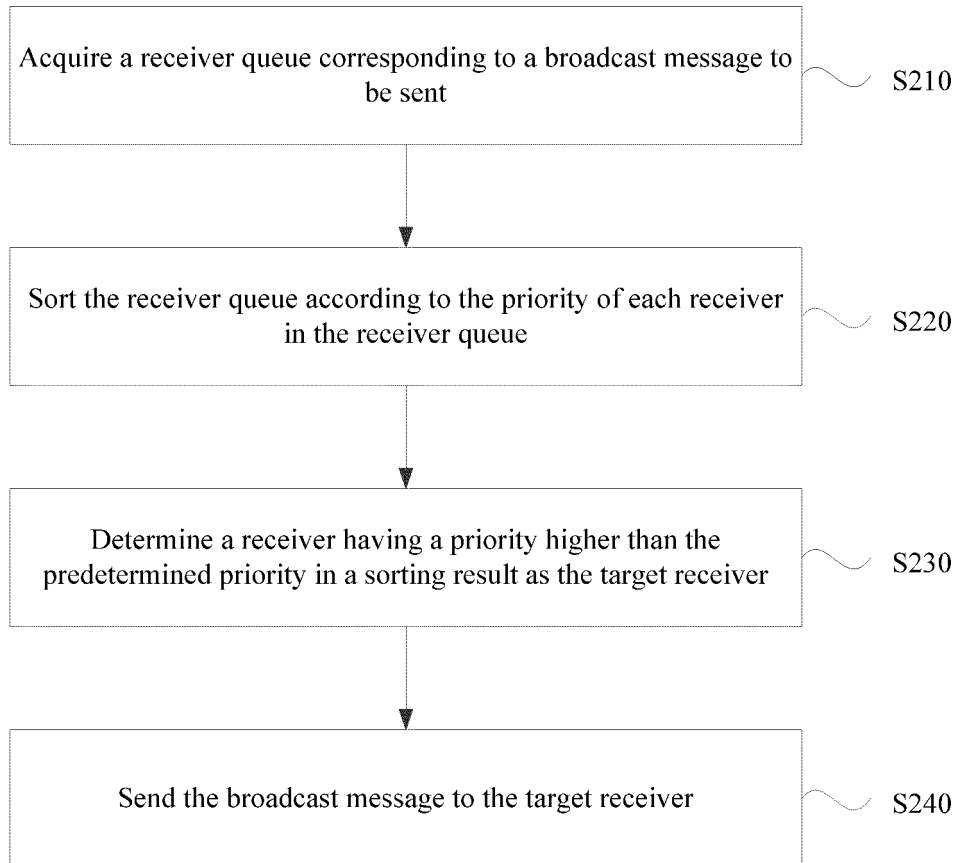 Acquire a receiver queue corresponding to a broadcast message to
be sent
S210
Sort the receiver queue according to the priority of each receiver
in the receiver queue
S220
Determine a receiver having a priority higher than the
predetermined priority in a sorting result as the target receiver
S230
Send the broadcast message to the target receiver
S240